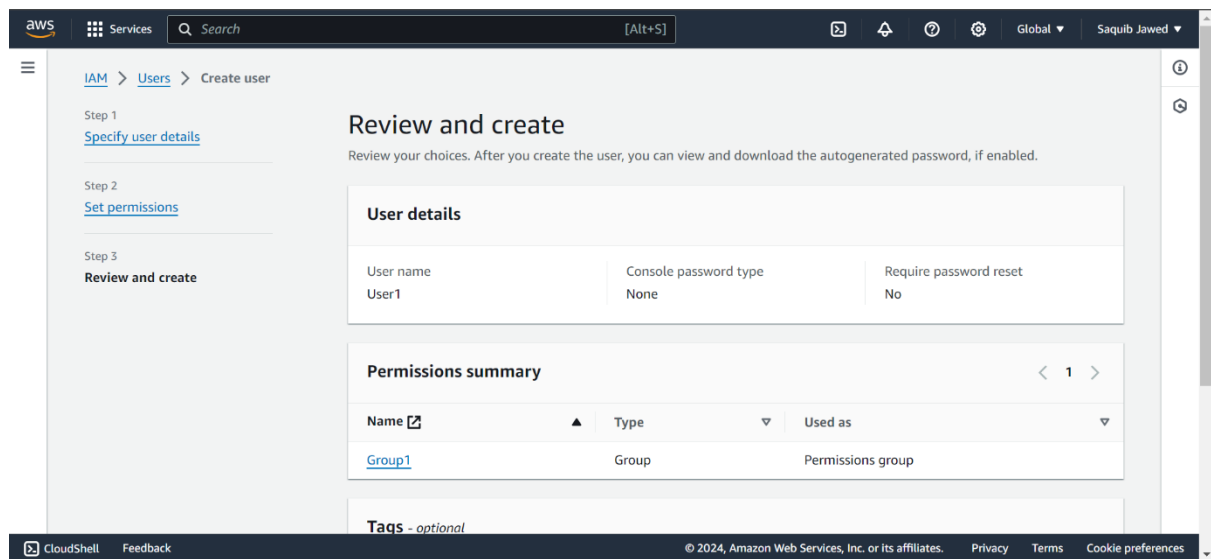 aws
Services
Search
[Alt+S]
Global
Saquib Jawed
IAM > Users > Create user
Step 1
Specify user details
Step 2
Set permissions
Step 3
Review and create
Review and create
Review your choices. After you create the user, you can view and download the autogenerated password, if enabled.
User details
User name
User1
Console password type
None
Require password reset
No
Permissions summary
< 1 >
Name
Type
Used as
Group1
Group
Permissions group
Tags - optional
CloudShell
Feedback
© 2024, Amazon Web Services, Inc. or its affiliates.
Privacy
Terms
Cookie preferences